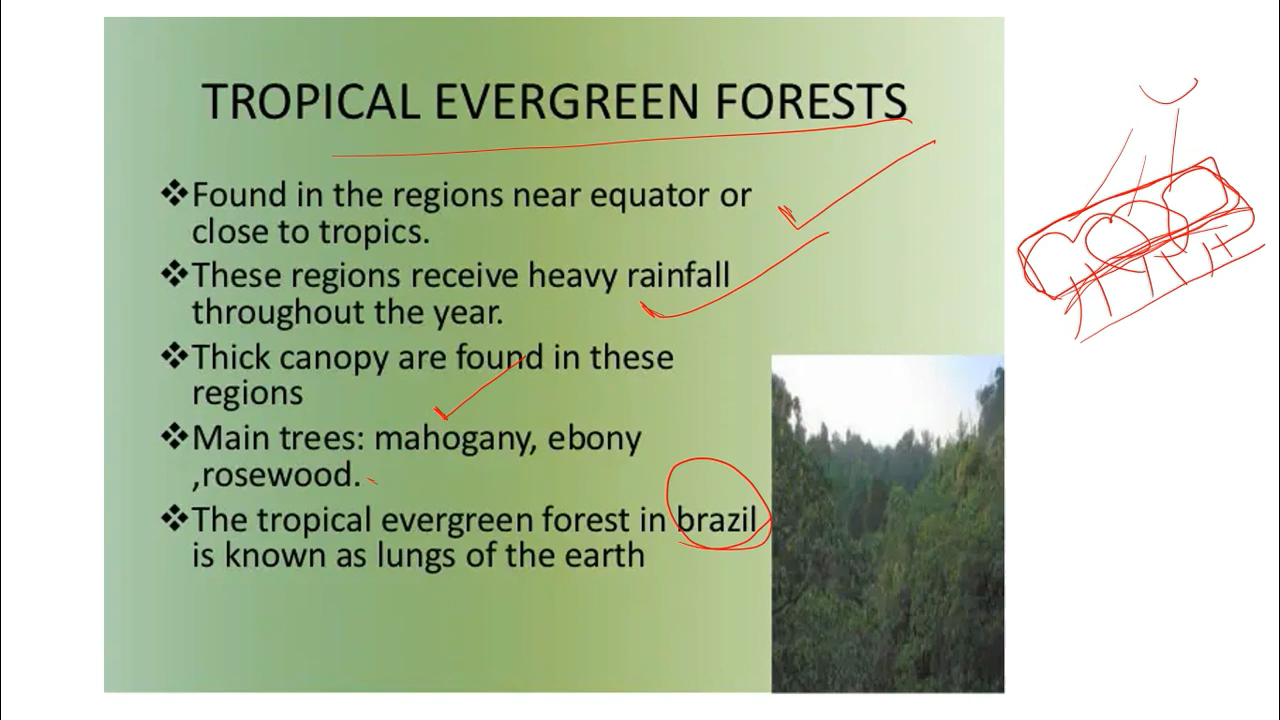 TROPICAL EVERGREEN FORESTS
❖Found in the regions near equator or
close to tropics.
❖These regions receive heavy rainfall
throughout the year.
❖Thick canopy are found in these
regions
❖Main trees: mahogany, ebony
,rosewood.
❖The tropical evergreen forest in brazil
is known as lungs of the earth